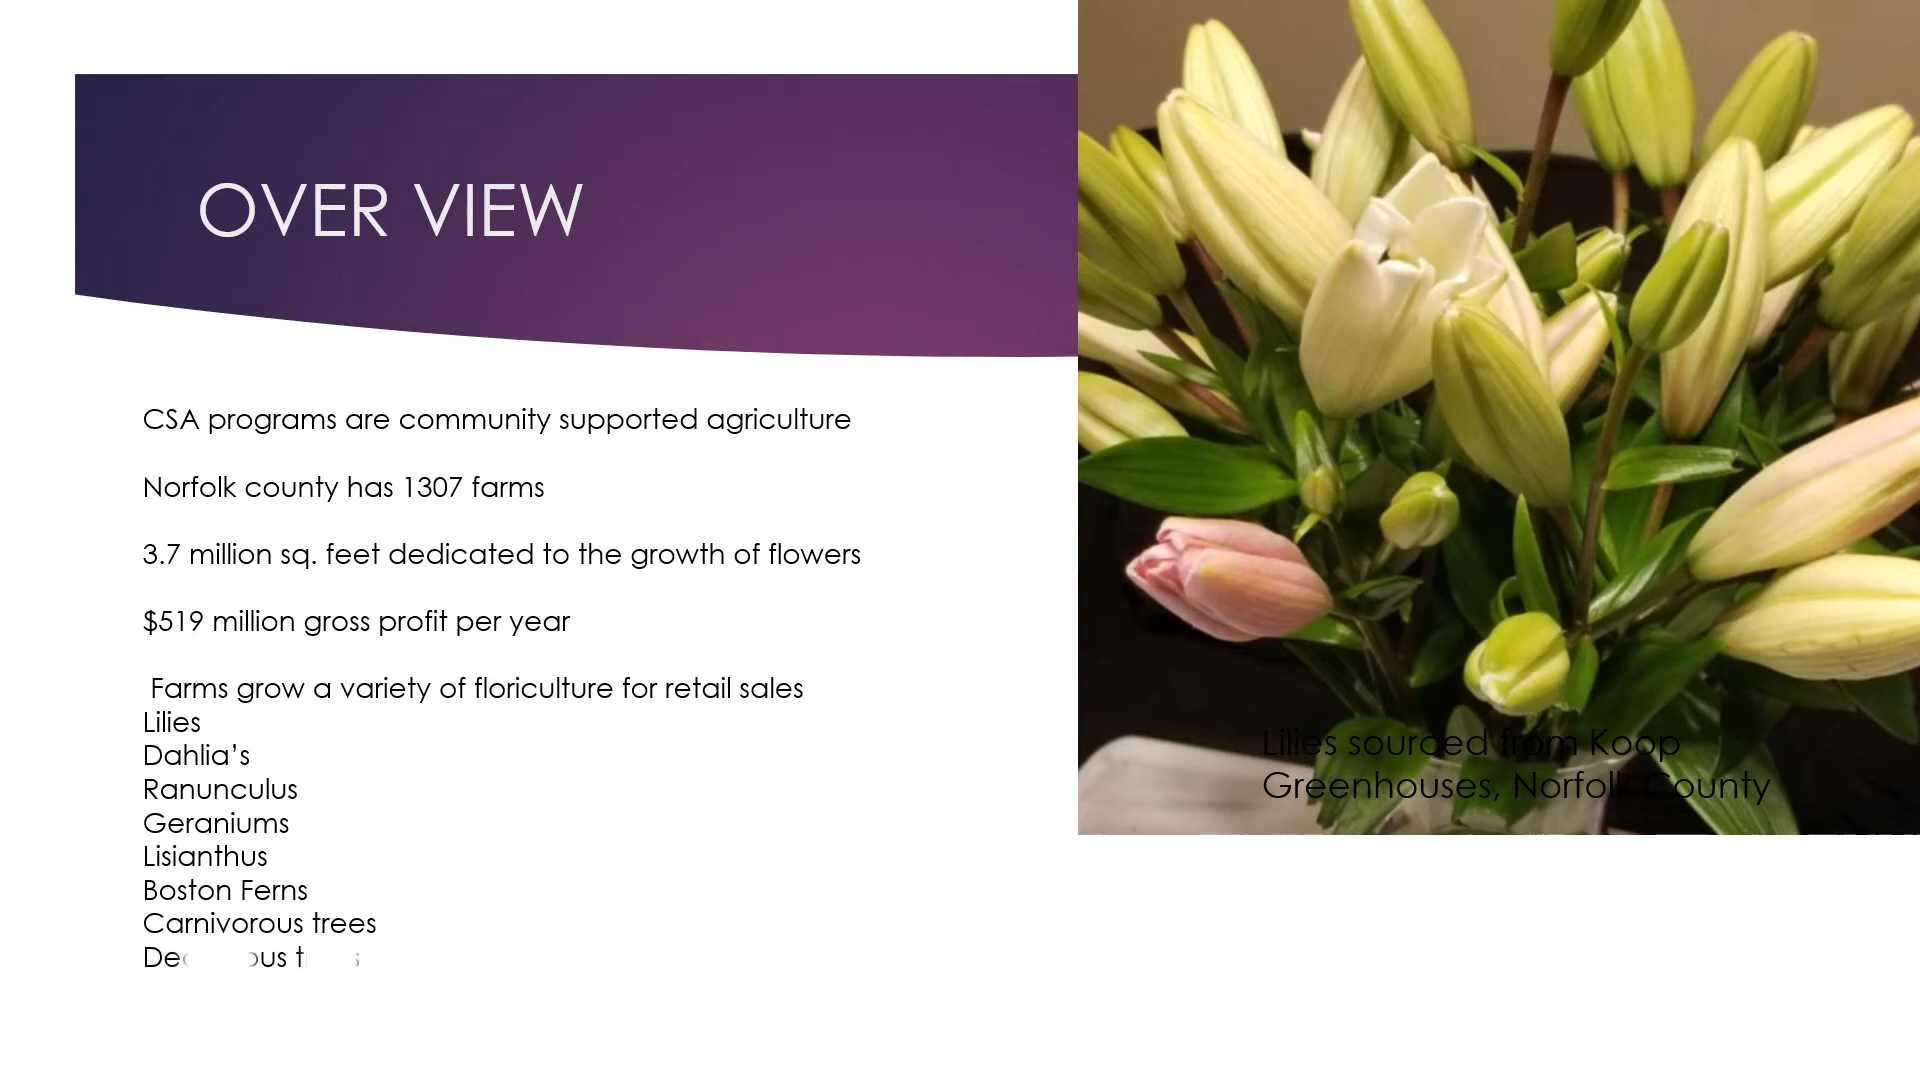 OVER VIEW
CSA programs are community supported agriculture
Norfolk county has 1307 farms
3.7 million sq. feet dedicated to the growth of flowers
$519 million gross profit per year
Farms grow a variety of floriculture for retail sales
Lilies
Dahlia’s
Ranunculus
Geraniums
Lisianthus
Boston Ferns
Carnivorous trees
Lilies sourced from Koop
Greenhouses, Norfolk County